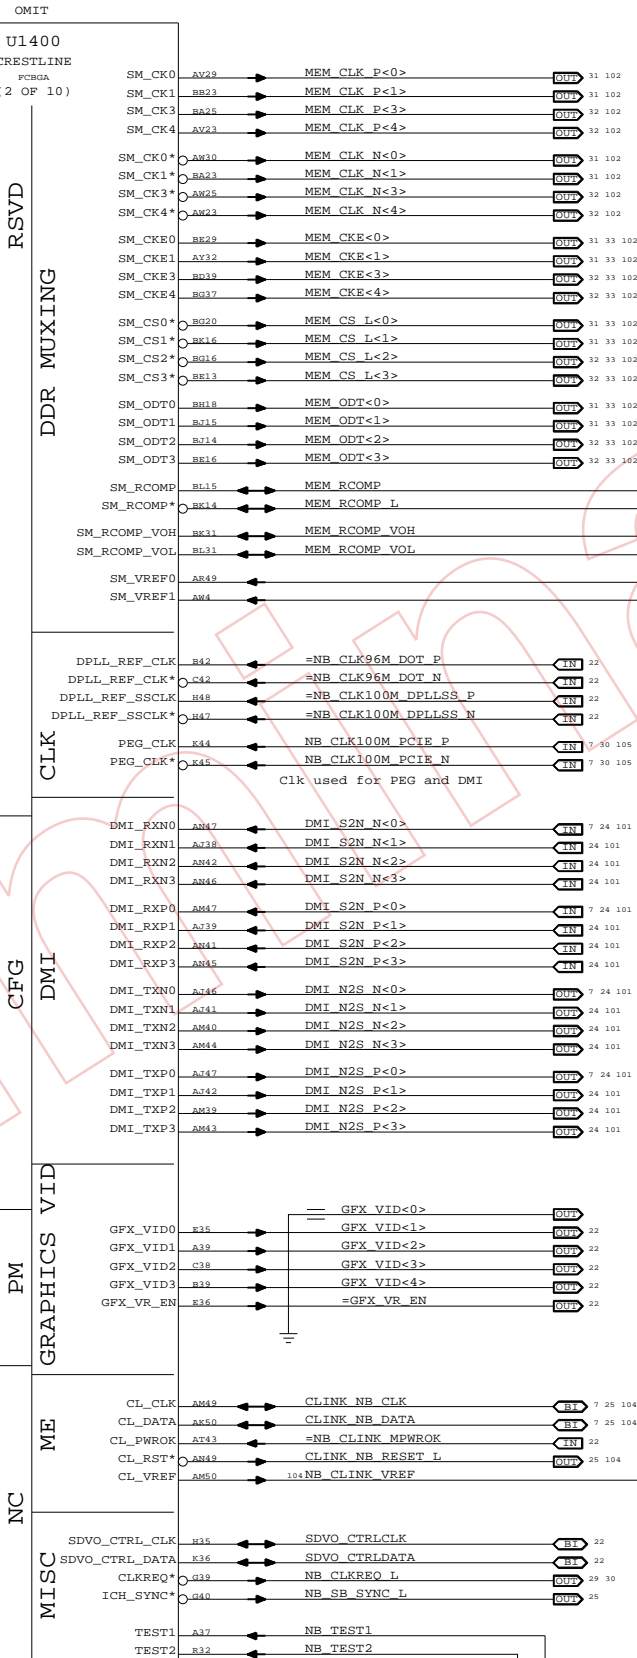 OMIT
U1400
CRESTLINE
FCBGA
(2 OF 10)
RSVD
DDR MUXING
SM_CK0 AV29 MEM_CLK_P<0> OUT 31 102
SM_CK1 BB23 MEM_CLK_P<1> OUT 31 102
SM_CK3 BA25 MEM_CLK_P<3> OUT 32 102
SM_CK4 AV23 MEM_CLK_P<4> OUT 32 102
SM_CK0* AW30 MEM_CLK_N<0> OUT 31 102
SM_CK1* BA23 MEM_CLK_N<1> OUT 31 102
SM_CK3* AW25 MEM_CLK_N<3> OUT 32 102
SM_CK4* AW23 MEM_CLK_N<4> OUT 32 102
SM_CKE0 BE29 MEM_CKE<0> OUT 31 33 102
SM_CKE1 AY32 MEM_CKE<1> OUT 31 33 102
SM_CKE3 BD39 MEM_CKE<3> OUT 32 33 102
SM_CKE4 BG37 MEM_CKE<4> OUT 32 33 102
SM_CS0* BG20 MEM_CS_L<0> OUT 31 33 102
SM_CS1* BK16 MEM_CS_L<1> OUT 31 33 102
SM_CS2* BG16 MEM_CS_L<2> OUT 32 33 102
SM_CS3* BE13 MEM_CS_L<3> OUT 32 33 102
SM_ODT0 BH18 MEM_ODT<0> OUT 31 33 102
SM_ODT1 BJ15 MEM_ODT<1> OUT 31 33 102
SM_ODT2 BJ14 MEM_ODT<2> OUT 32 33 102
SM_ODT3 BE16 MEM_ODT<3> OUT 32 33 102
SM_RCOMP BL15 MEM_RCOMP
SM_RCOMP* BK14 MEM_RCOMP_L
SM_RCOMP_VOH BK31 MEM_RCOMP_VOH
SM_RCOMP_VOL BL31 MEM_RCOMP_VOL
SM_VREF0 AR49
SM_VREF1 AW4
CLK
DPLL_REF_CLK B42 =NB_CLK96M_DOT_P IN 22
DPLL_REF_CLK* C42 =NB_CLK96M_DOT_N IN 22
DPLL_REF_SSCLK H48 =NB_CLK100M_DPLLSS_P IN 22
DPLL_REF_SSCLK* H47 =NB_CLK100M_DPLLSS_N IN 22
PEG_CLK K44 NB_CLK100M_PCIE_P IN 7 30 105
PEG_CLK* K45 NB_CLK100M_PCIE_N IN 7 30 105
Clk used for PEG and DMI
CFG
DMI
DMI_RXN0 AN47 DMI_S2N_N<0> IN 7 24 101
DMI_RXN1 AJ38 DMI_S2N_N<1> IN 24 101
DMI_RXN2 AN42 DMI_S2N_N<2> IN 24 101
DMI_RXN3 AN46 DMI_S2N_N<3> IN 24 101
DMI_RXP0 AM47 DMI_S2N_P<0> IN 7 24 101
DMI_RXP1 AJ39 DMI_S2N_P<1> IN 24 101
DMI_RXP2 AN41 DMI_S2N_P<2> IN 24 101
DMI_RXP3 AN45 DMI_S2N_P<3> IN 24 101
DMI_TXN0 AJ46 DMI_N2S_N<0> OUT 7 24 101
DMI_TXN1 AJ41 DMI_N2S_N<1> OUT 24 101
DMI_TXN2 AM40 DMI_N2S_N<2> OUT 24 101
DMI_TXN3 AM44 DMI_N2S_N<3> OUT 24 101
DMI_TXP0 AJ47 DMI_N2S_P<0> OUT 7 24 101
DMI_TXP1 AJ42 DMI_N2S_P<1> OUT 24 101
DMI_TXP2 AM39 DMI_N2S_P<2> OUT 24 101
DMI_TXP3 AM43 DMI_N2S_P<3> OUT 24 101
PM
GRAPHICS VID
GFX_VID<0> OUT
GFX_VID0 E35 GFX_VID<1> OUT 22
GFX_VID1 A39 GFX_VID<2> OUT 22
GFX_VID2 C38 GFX_VID<3> OUT 22
GFX_VID3 B39 GFX_VID<4> OUT 22
GFX_VR_EN E36 =GFX_VR_EN OUT 22
NC
ME
CL_CLK AM49 CLINK_NB_CLK BI 7 25 104
CL_DATA AK50 CLINK_NB_DATA BI 7 25 104
CL_PWROK AT43 =NB_CLINK_MPWROK IN 22
CL_RST* AN49 CLINK_NB_RESET_L OUT 25 104
CL_VREF AM50 104 NB_CLINK_VREF
MISC
SDVO_CTRL_CLK H35 SDVO_CTRLCLK BI 22
SDVO_CTRL_DATA K36 SDVO_CTRLDATA BI 22
CLKREQ* G39 NB_CLKREQ_L OUT 29 30
ICH_SYNC* G40 NB_SB_SYNC_L OUT 25
TEST1 A37 NB_TEST1
TEST2 R32 NB_TEST2